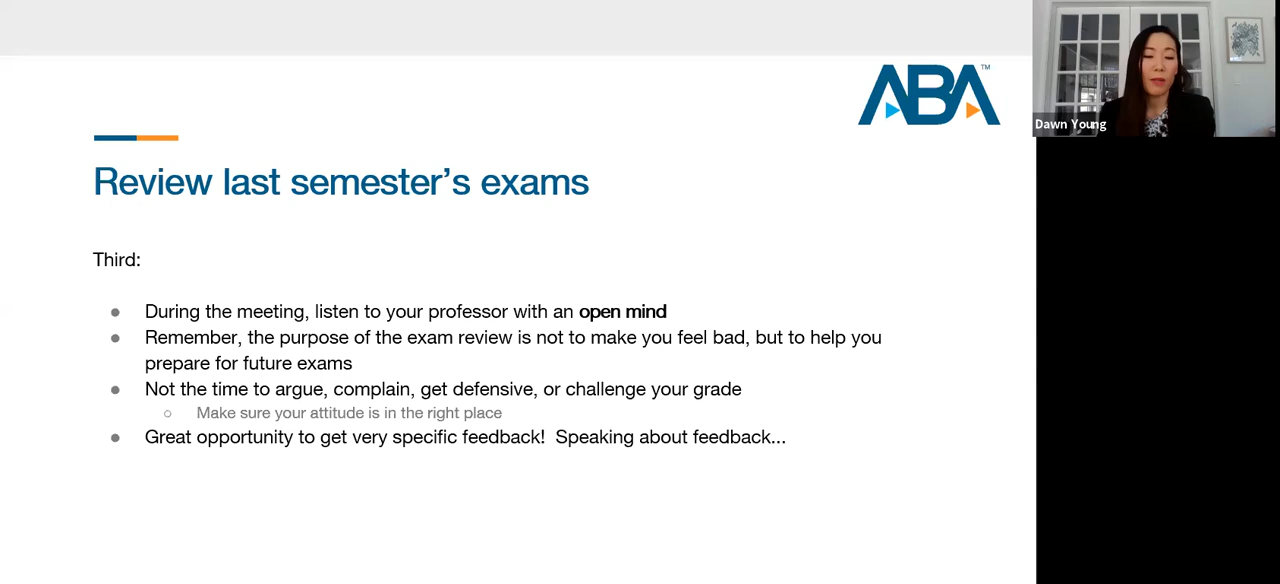 ABA™
Dawn Young
Review last semester’s exams
Third:
● During the meeting, listen to your professor with an open mind
● Remember, the purpose of the exam review is not to make you feel bad, but to help you
prepare for future exams
● Not the time to argue, complain, get defensive, or challenge your grade
○ Make sure your attitude is in the right place
● Great opportunity to get very specific feedback!  Speaking about feedback...